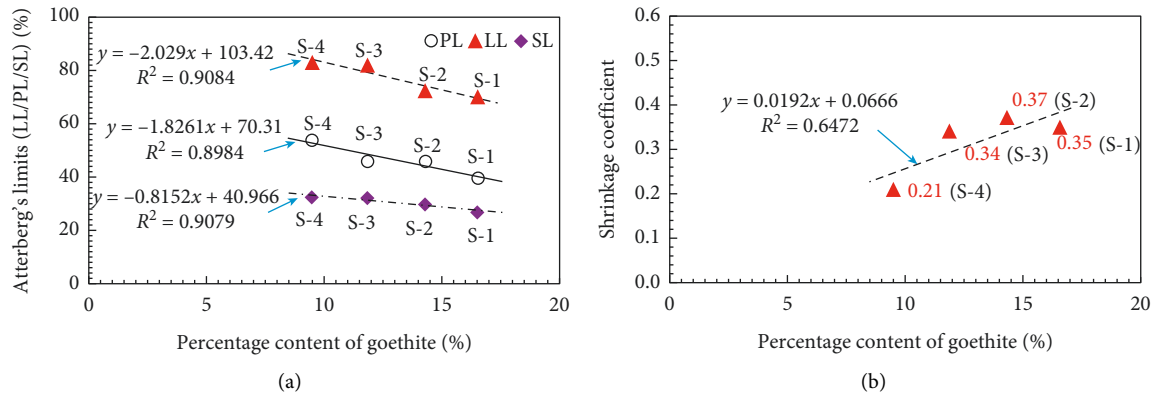 Atterberg's limits (LL/PL/SL) (%)
100
80
60
40
20
0
y = −2.029x + 103.42
R² = 0.9084
y = −1.8261x + 70.31
R² = 0.8984
y = −0.8152x + 40.966
R² = 0.9079
PL LL SL
S-4
S-3
S-2
S-1
S-4
S-3
S-2
S-1
S-4
S-3
S-2
S-1
0 5 10 15 20
Percentage content of goethite (%)
(a)
Shrinkage coefficient
0.6
0.5
0.4
0.3
0.2
0.1
0.0
y = 0.0192x + 0.0666
R² = 0.6472
0.37 (S-2)
0.35 (S-1)
0.34 (S-3)
0.21 (S-4)
0 5 10 15 20
Percentage content of goethite (%)
(b)